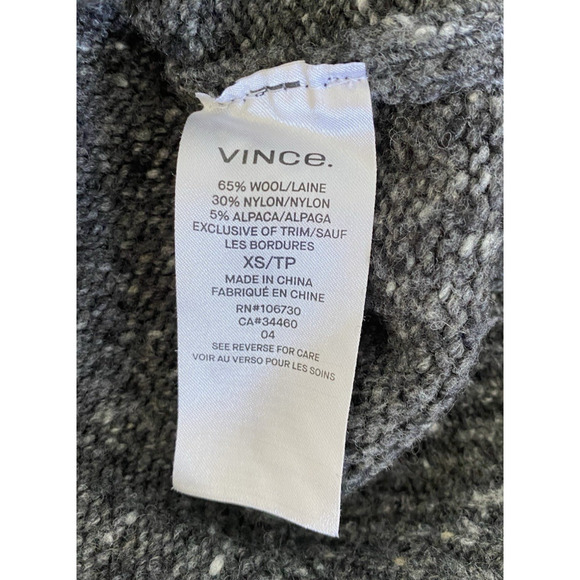 VINCE.
65% WOOL/LAINE
30% NYLON/NYLON
5% ALPACA/ALPAGA
EXCLUSIVE OF TRIM/SAUF
LES BORDURES
XS/TP
MADE IN CHINA
FABRIQUÉ EN CHINE
RN#106730
CA#34460
04
SEE REVERSE FOR CARE
VOIR AU VERSO POUR LES SOINS